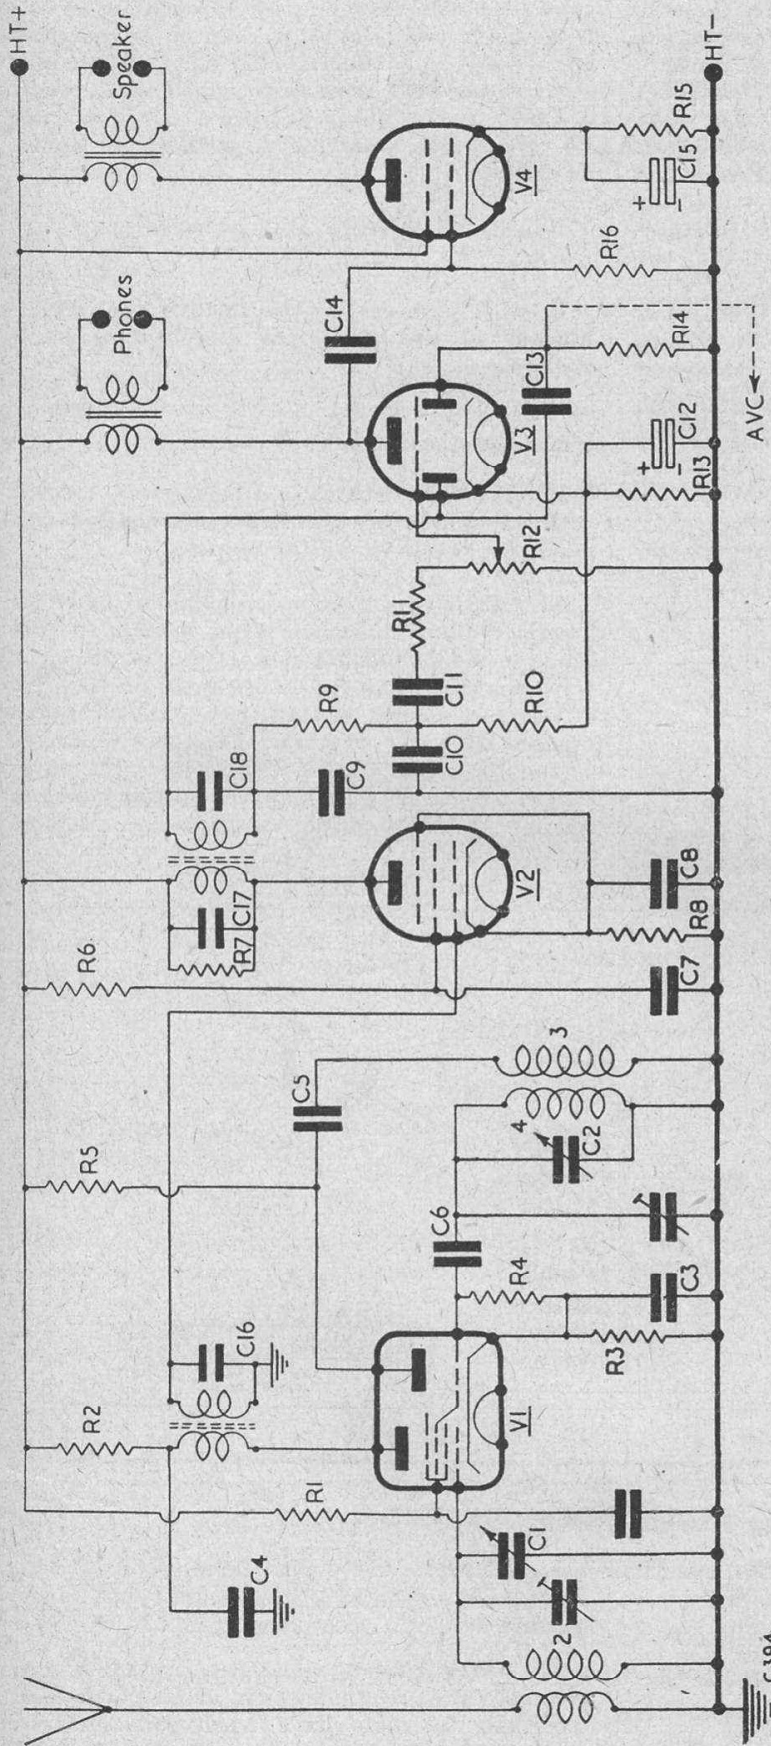 HT+
Speaker
Phones
R2
R5
R6
R7
C17
C18
R9
C9
C14
C4
R1
C16
C5
C10
C11
R11
R12
R10
V4
R16
R15
C15
+
-
V3
C13
R14
C12
+
-
R13
AVC
V2
C8
R8
C7
3
4
C2
C6
R4
C3
R3
V1
C1
2
HT-
C394